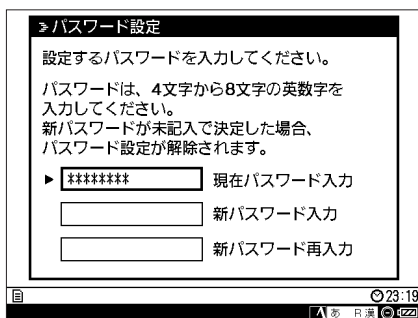 パスワード設定
設定するパスワードを入力してください。
パスワードは、4文字から8文字の英数字を
入力してください。
新パスワードが未記入で決定した場合、
パスワード設定が解除されます。
******** 現在パスワード入力
新パスワード入力
新パスワード再入力
23:19
あ R漢